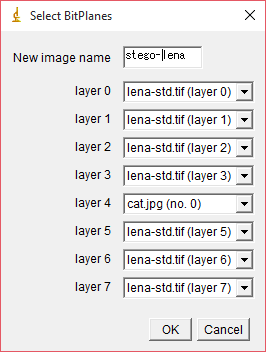 Select BitPlanes
New image name stego-lena
layer 0 lena-std.tif (layer 0)
layer 1 lena-std.tif (layer 1)
layer 2 lena-std.tif (layer 2)
layer 3 lena-std.tif (layer 3)
layer 4 cat.jpg (no. 0)
layer 5 lena-std.tif (layer 5)
layer 6 lena-std.tif (layer 6)
layer 7 lena-std.tif (layer 7)
OK Cancel